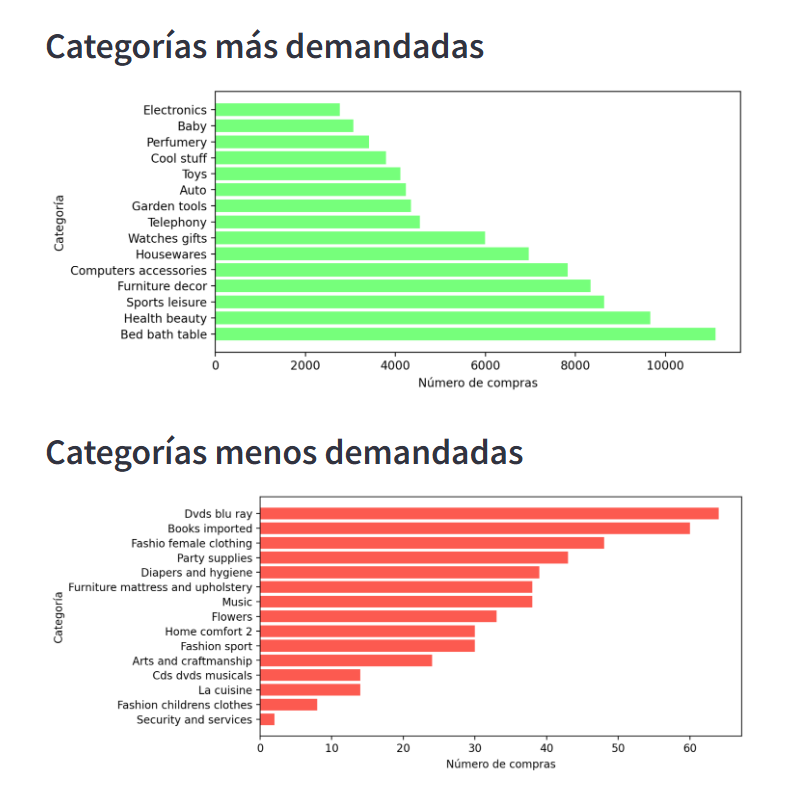 Categorías más demandadas
Electronics
Baby
Perfumery
Cool stuff
Toys
Auto
Garden tools
Telephony
Watches gifts
Housewares
Computers accessories
Furniture decor
Sports leisure
Health beauty
Bed bath table
Categoría
0 2000 4000 6000 8000 10000
Número de compras
Categorías menos demandadas
Dvds blu ray
Books imported
Fashio female clothing
Party supplies
Diapers and hygiene
Furniture mattress and upholstery
Music
Flowers
Home comfort 2
Fashion sport
Arts and craftmanship
Cds dvds musicals
La cuisine
Fashion childrens clothes
Security and services
Categoría
0 10 20 30 40 50 60
Número de compras